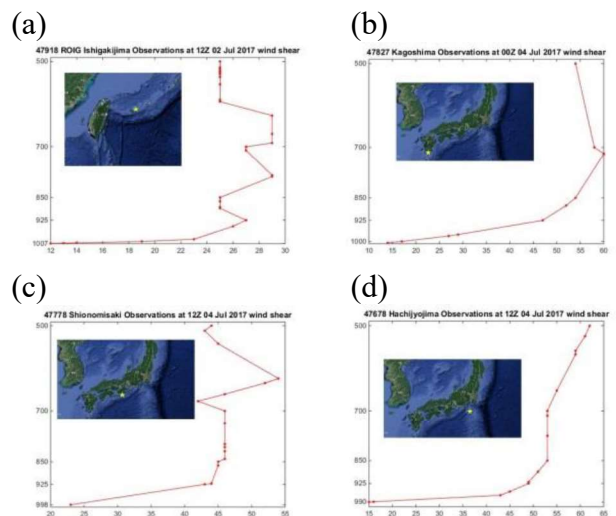 (a)
47918 ROIG Ishigakijima Observations at 12Z 02 Jul 2017 wind shear
500
700
850
925
1007
12 14 16 18 20 22 24 26 28 30
(b)
47827 Kagoshima Observations at 00Z 04 Jul 2017 wind shear
500
700
850
925
1000
10 15 20 25 30 35 40 45 50 55 60
(c)
47778 Shionomisaki Observations at 12Z 04 Jul 2017 wind shear
500
700
850
925
998
20 25 30 35 40 45 50 55
(d)
47678 Hachijyojima Observations at 12Z 04 Jul 2017 wind shear
500
700
850
925
990
15 20 25 30 35 40 45 50 55 60 65